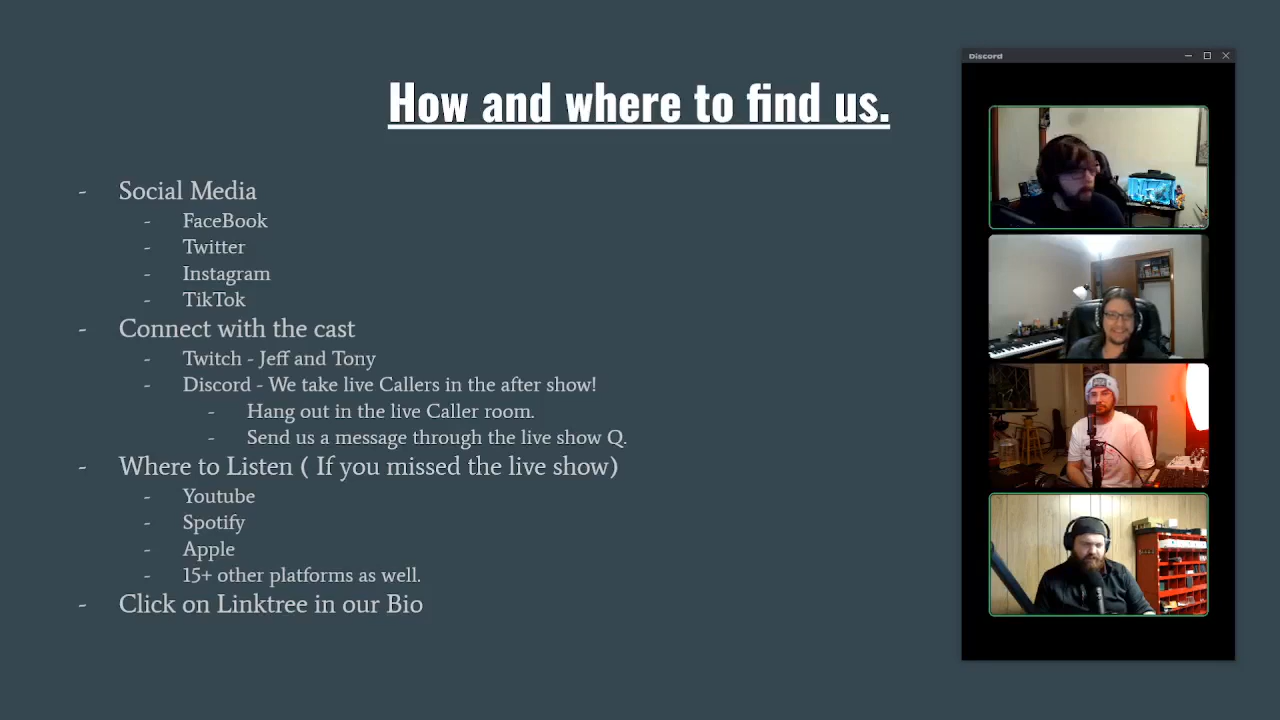 How and where to find us.
- Social Media
- FaceBook
- Twitter
- Instagram
- TikTok
- Connect with the cast
- Twitch - Jeff and Tony
- Discord - We take live Callers in the after show!
- Hang out in the live Caller room.
- Send us a message through the live show Q.
- Where to Listen ( If you missed the live show)
- Youtube
- Spotify
- Apple
- 15+ other platforms as well.
- Click on Linktree in our Bio
Discord